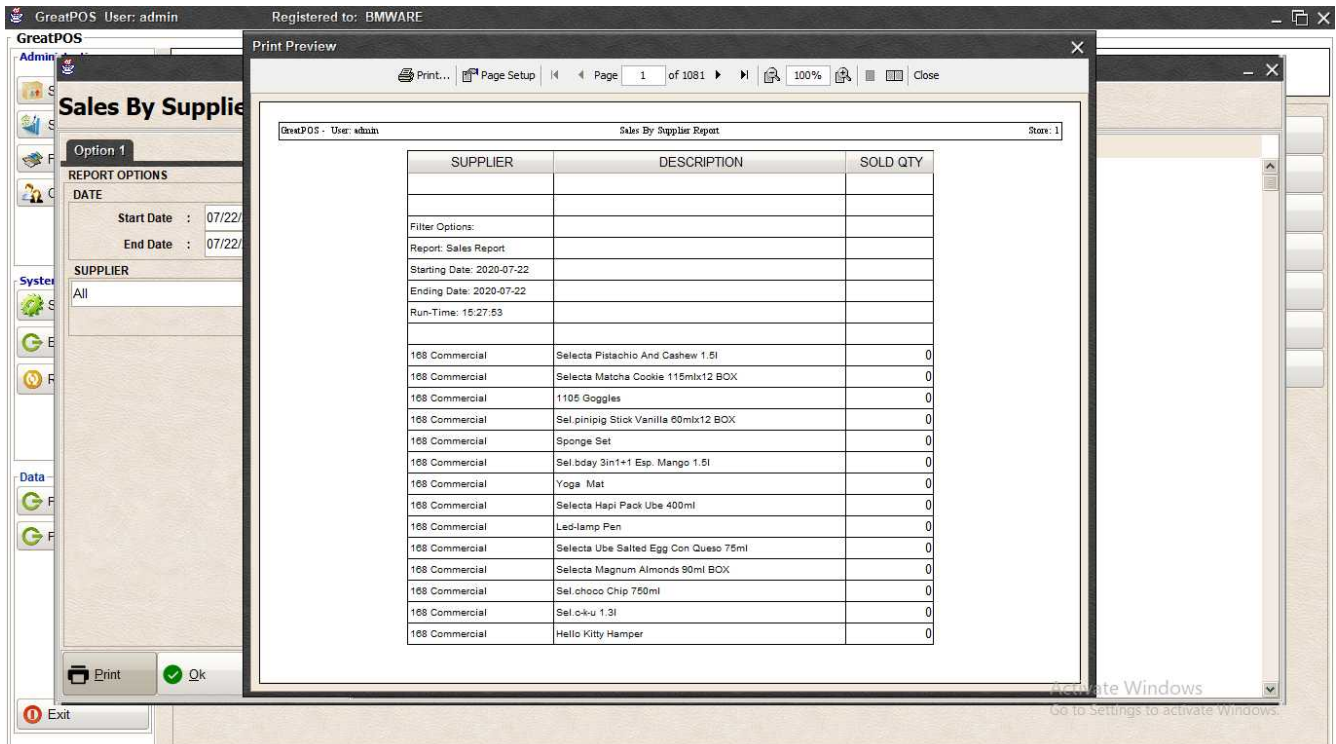 GreatPOS User: admin Registered to: BMWARE
GreatPOS
Print Preview
Print... Page Setup Page 1 of 1081 100% Close
Sales By Supplie
Option 1
REPORT OPTIONS
DATE
Start Date : 07/22/
End Date : 07/22/
SUPPLIER
All
Print Ok
Data
Exit
GreatPOS - User: admin Sales By Supplier Report Store: 1
SUPPLIER DESCRIPTION SOLD QTY
Filter Options:
Report: Sales Report
Starting Date: 2020-07-22
Ending Date: 2020-07-22
Run-Time: 15:27:53
168 Commercial Selecta Pistachio And Cashew 1.5l 0
168 Commercial Selecta Matcha Cookie 115mlx12 BOX 0
168 Commercial 1105 Goggles 0
168 Commercial Sel.pinipig Stick Vanilla 60mlx12 BOX 0
168 Commercial Sponge Set 0
168 Commercial Sel.bday 3in1+1 Esp. Mango 1.5l 0
168 Commercial Yoga Mat 0
168 Commercial Selecta Hapi Pack Ube 400ml 0
168 Commercial Led-lamp Pen 0
168 Commercial Selecta Ube Salted Egg Con Queso 75ml 0
168 Commercial Selecta Magnum Almonds 90ml BOX 0
168 Commercial Sel.choco Chip 750ml 0
168 Commercial Sel.c-k-u 1.3l 0
168 Commercial Hello Kitty Hamper 0
Activate Windows
Go to Settings to activate Windows.